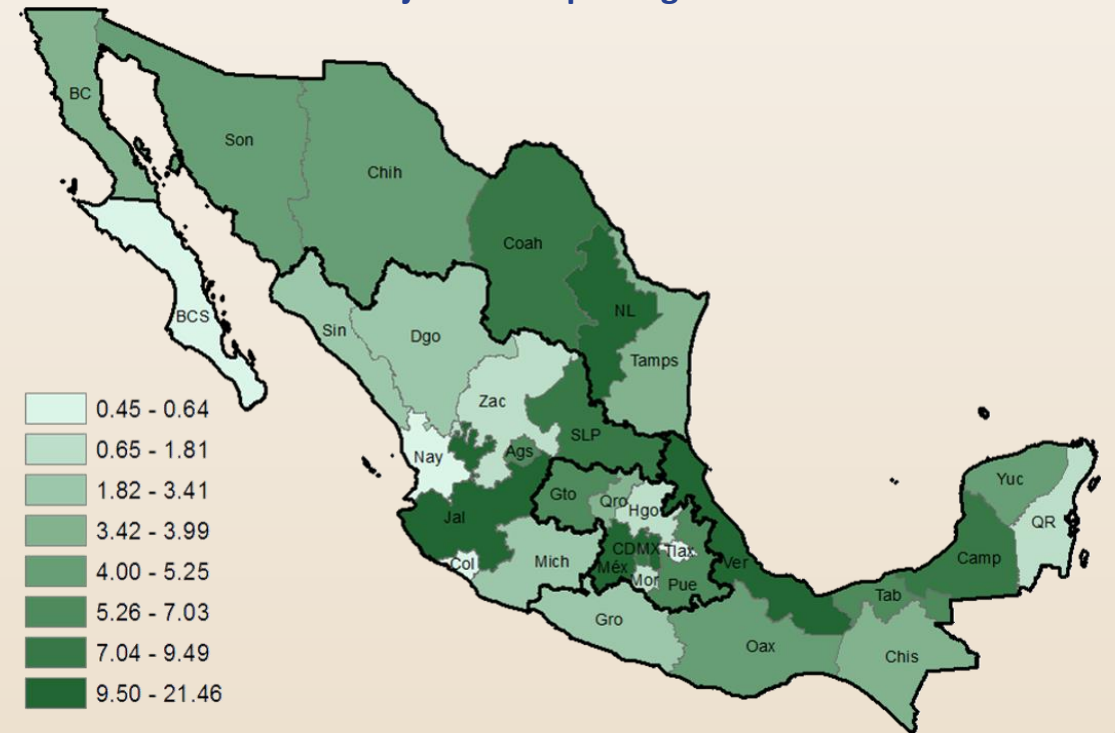 BC
Son
Chih
Coah
NL
BCS
Sin
Dgo
Tamps
Zac
Nay
Ags
SLP
Gto
Qro
Hgo
Jal
Col
Mich
CDMX
Méx
Tlax
Mor
Pue
Ver
Gro
Oax
Tab
Chis
Camp
Yuc
QR
0.45 - 0.64
0.65 - 1.81
1.82 - 3.41
3.42 - 3.99
4.00 - 5.25
5.26 - 7.03
7.04 - 9.49
9.50 - 21.46